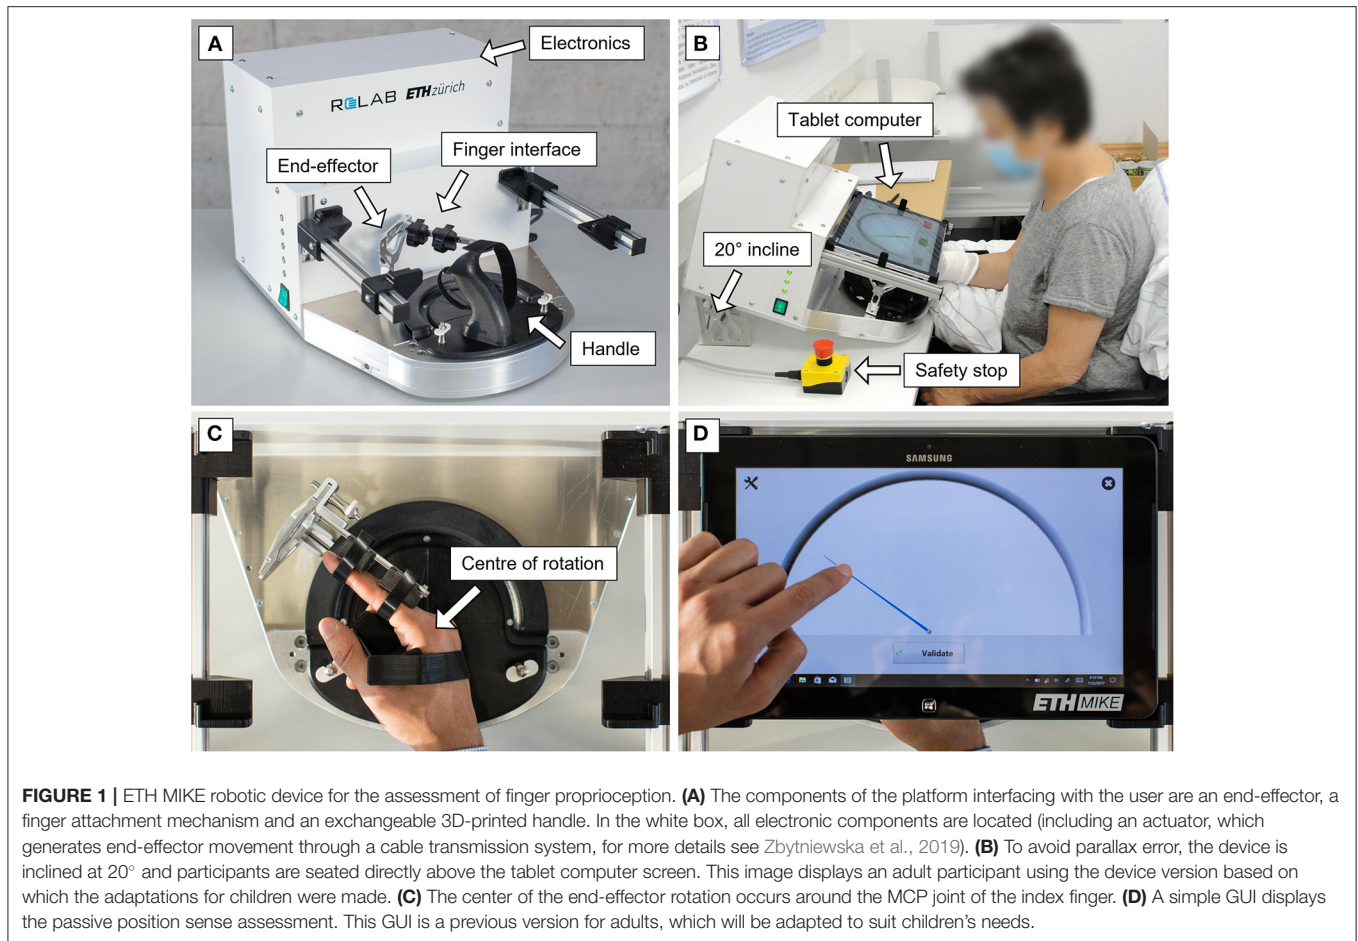 A
Electronics
RELAB ETH zürich
End-effector
Finger interface
Handle
B
Tablet computer
20° incline
Safety stop
C
Centre of rotation
D
SAMSUNG
Validate
ETH MIKE
FIGURE 1 | ETH MIKE robotic device for the assessment of finger proprioception. (A) The components of the platform interfacing with the user are an end-effector, a
finger attachment mechanism and an exchangeable 3D-printed handle. In the white box, all electronic components are located (including an actuator, which
generates end-effector movement through a cable transmission system, for more details see Zbytniewska et al., 2019). (B) To avoid parallax error, the device is
inclined at 20° and participants are seated directly above the tablet computer screen. This image displays an adult participant using the device version based on
which the adaptations for children were made. (C) The center of the end-effector rotation occurs around the MCP joint of the index finger. (D) A simple GUI displays
the passive position sense assessment. This GUI is a previous version for adults, which will be adapted to suit children's needs.